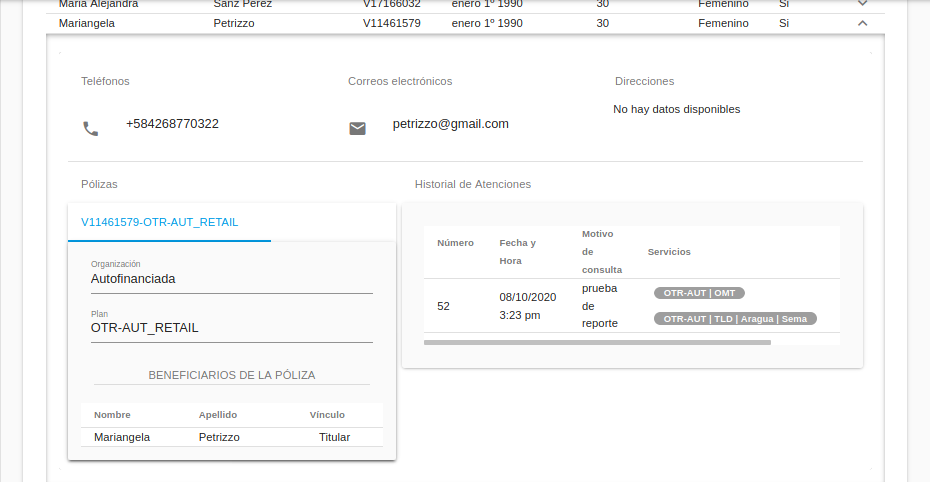 Maria Alejandra Sanz Perez V17166032 enero 1º 1990 30 Femenino Si
Mariangela Petrizzo V11461579 enero 1º 1990 30 Femenino Si
Teléfonos Correos electrónicos Direcciones
+584268770322 petrizzo@gmail.com No hay datos disponibles
Pólizas Historial de Atenciones
V11461579-OTR-AUT_RETAIL
Organización
Autofinanciada
Plan
OTR-AUT_RETAIL
BENEFICIARIOS DE LA PÓLIZA
Nombre Apellido Vínculo
Mariangela Petrizzo Titular
Número Fecha y Hora Motivo de consulta Servicios
52 08/10/2020 3:23 pm prueba de reporte OTR-AUT | OMT
OTR-AUT | TLD | Aragua | Sema